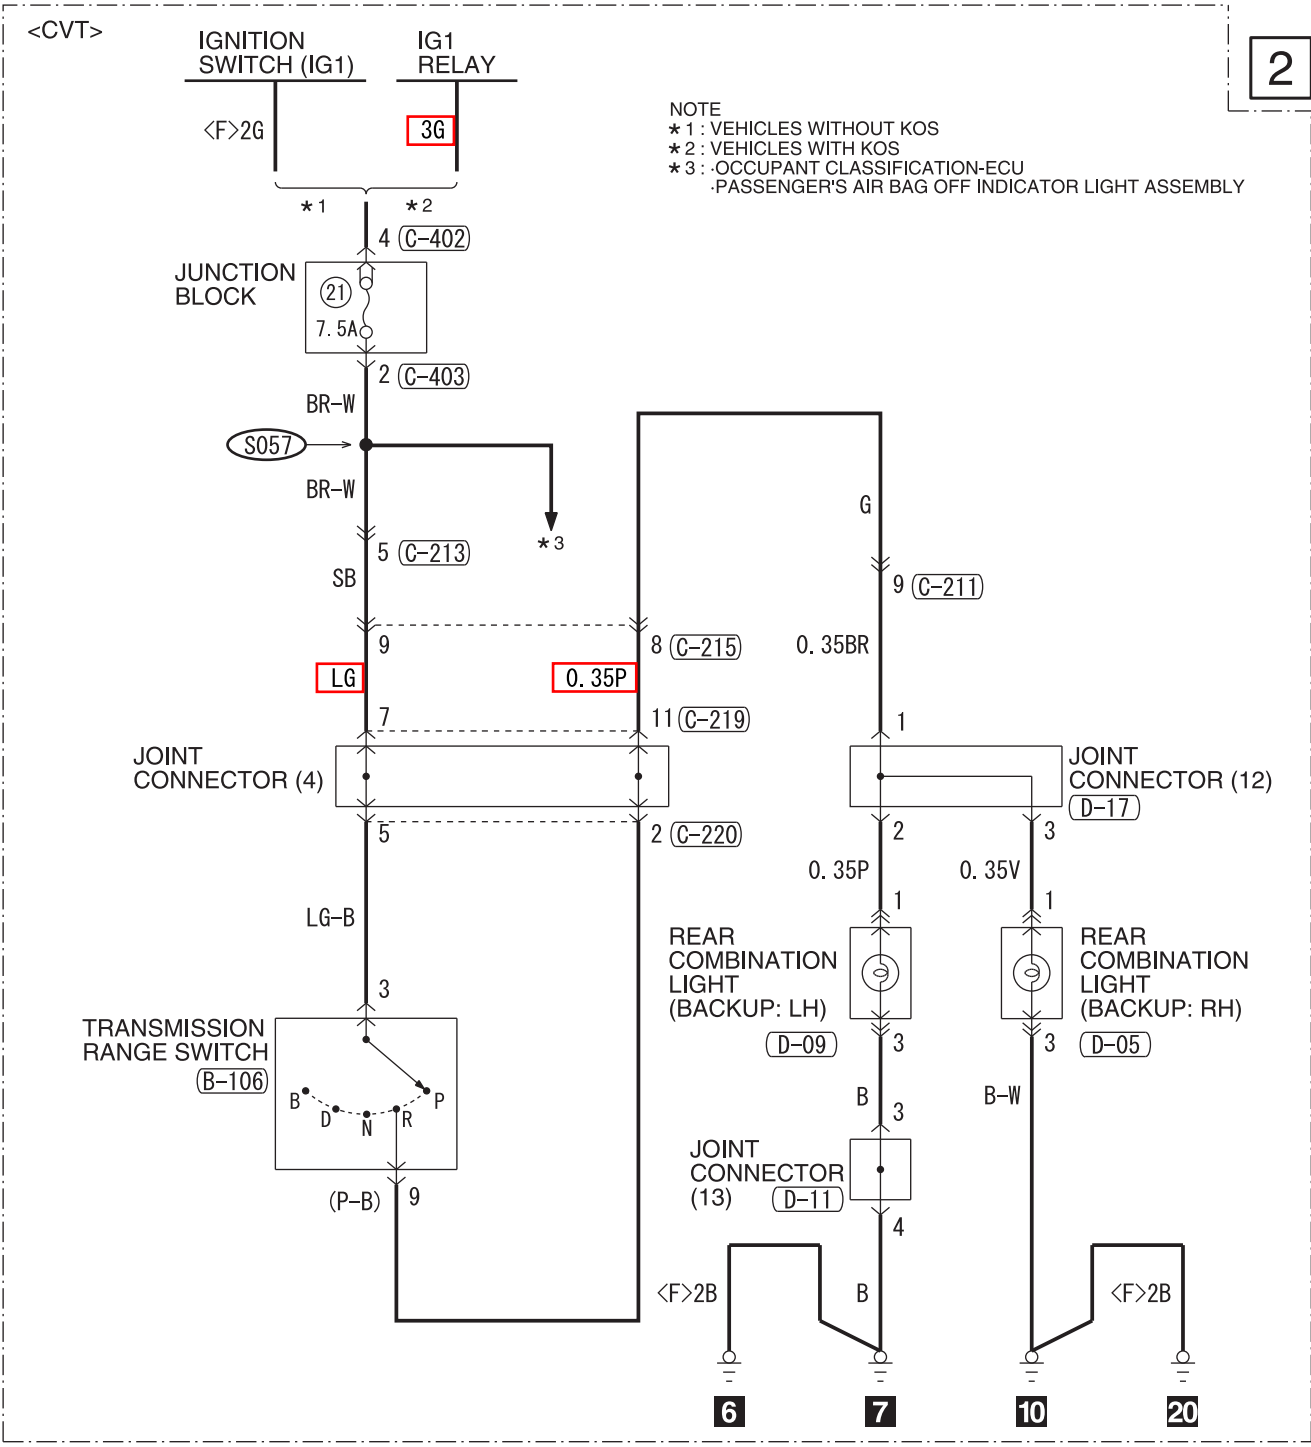 <CVT>
2
IGNITION
SWITCH (IG1)
IG1
RELAY
<F>2G
3G
NOTE
*1 : VEHICLES WITHOUT KOS
*2 : VEHICLES WITH KOS
*3 : ·OCCUPANT CLASSIFICATION-ECU
·PASSENGER'S AIR BAG OFF INDICATOR LIGHT ASSEMBLY
*1
*2
4 C-402
JUNCTION
BLOCK
21
7.5A
2 C-403
BR-W
S057
BR-W
*3
5 C-213
SB
G
9 C-211
9
8 C-215
0.35BR
LG
0.35P
7
11 C-219
1
JOINT
CONNECTOR (4)
JOINT
CONNECTOR (12)
D-17
5
2 C-220
2
3
0.35P
0.35V
LG-B
1
1
REAR
COMBINATION
LIGHT
(BACKUP: LH)
D-09
REAR
COMBINATION
LIGHT
(BACKUP: RH)
D-05
3
3
3
TRANSMISSION
RANGE SWITCH
B-106
B
D
N
R
P
(P-B)
9
B
B-W
3
JOINT
CONNECTOR
(13)
D-11
4
<F>2B
B
<F>2B
6
7
10
20